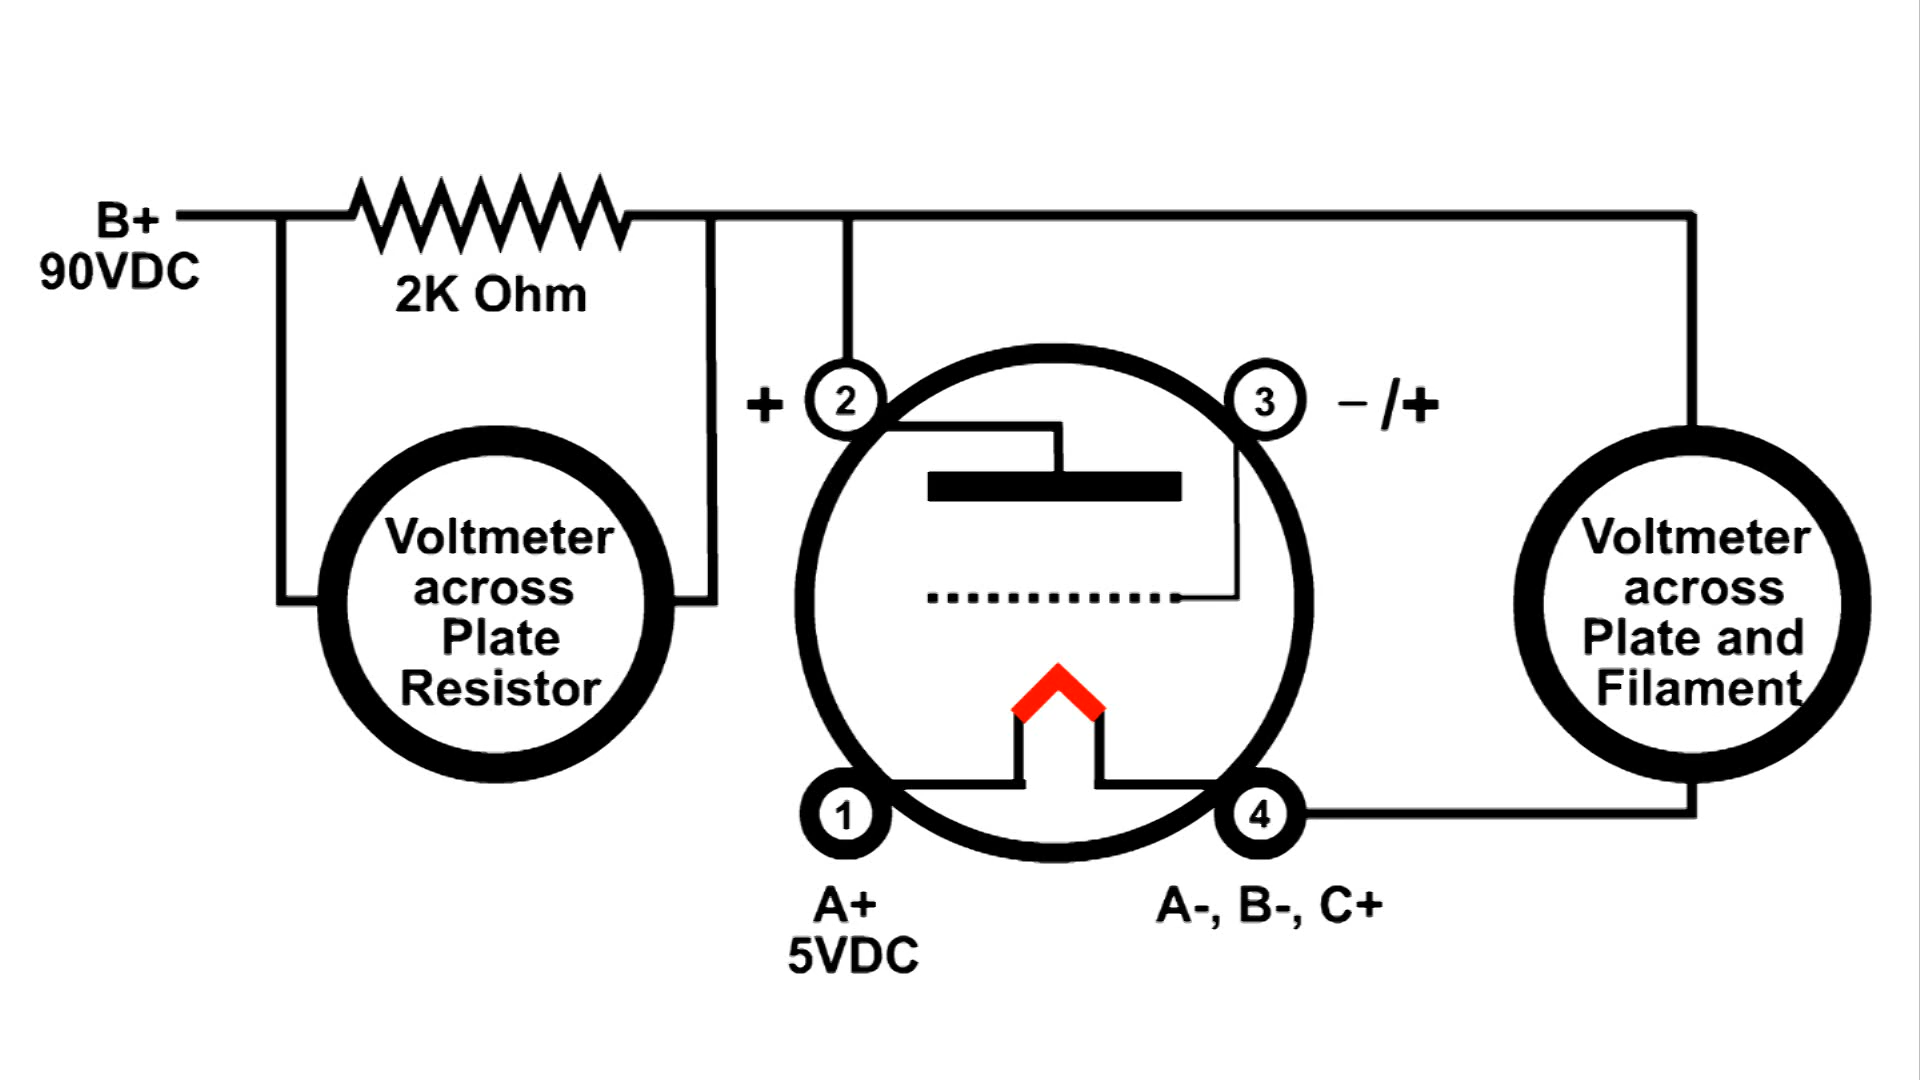 B+
90VDC
2K Ohm
+
2
3
– /+
Voltmeter
across
Plate
Resistor
Voltmeter
across
Plate and
Filament
1
4
A+
5VDC
A-, B-, C+